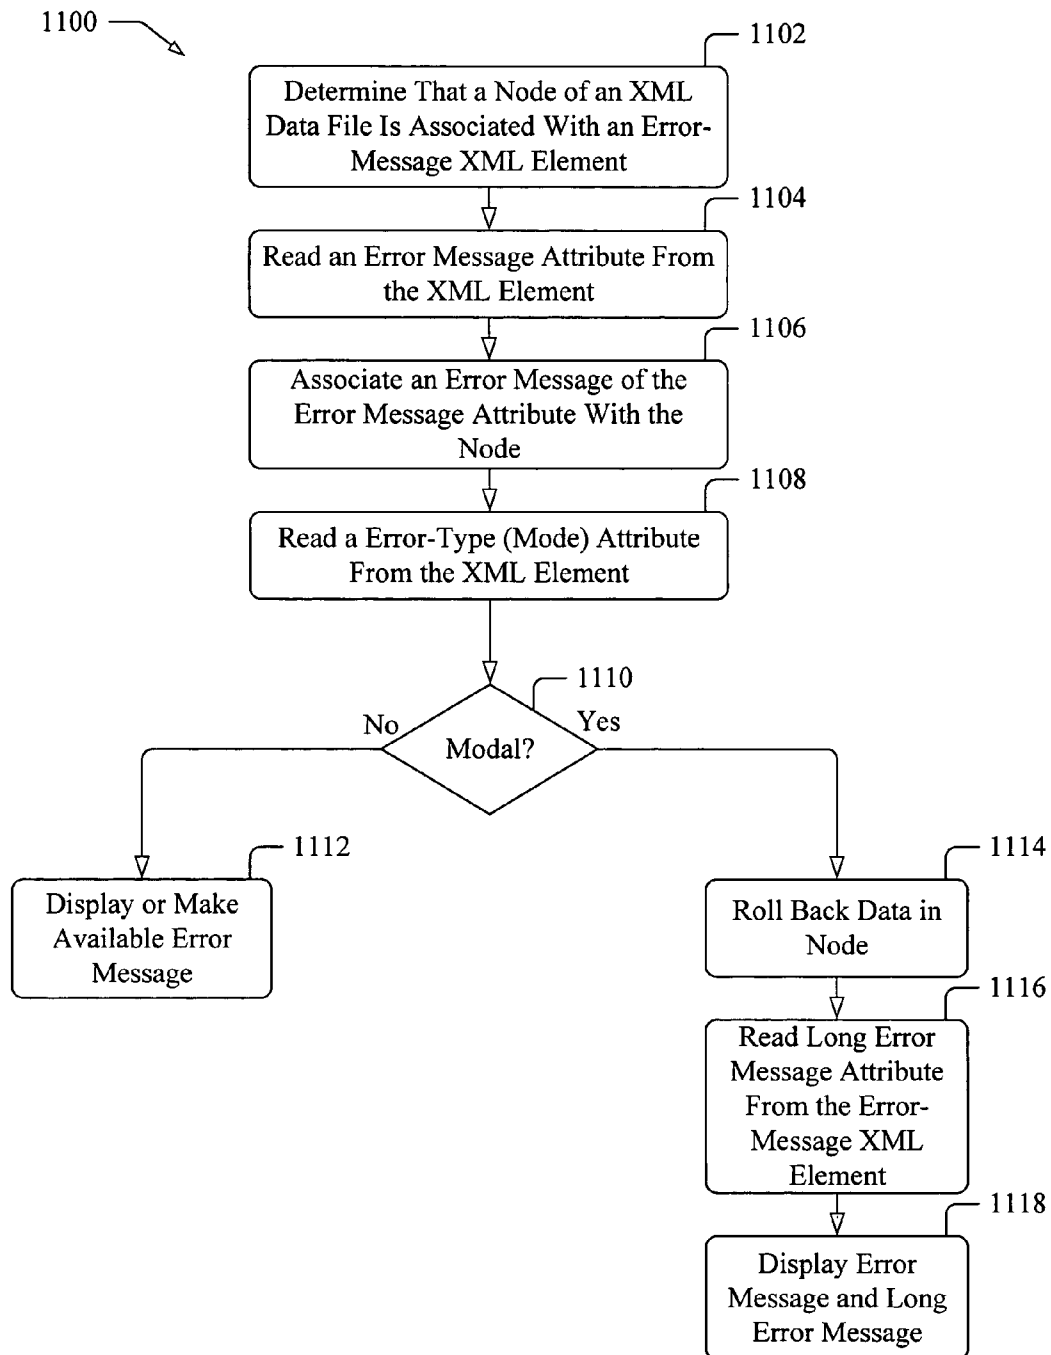 1100
1102
Determine That a Node of an XML
Data File Is Associated With an Error-
Message XML Element
1104
Read an Error Message Attribute From
the XML Element
1106
Associate an Error Message of the
Error Message Attribute With the
Node
1108
Read a Error-Type (Mode) Attribute
From the XML Element
1110
No
Yes
Modal?
1112
Display or Make
Available Error
Message
1114
Roll Back Data in
Node
1116
Read Long Error
Message Attribute
From the Error-
Message XML
Element
1118
Display Error
Message and Long
Error Message